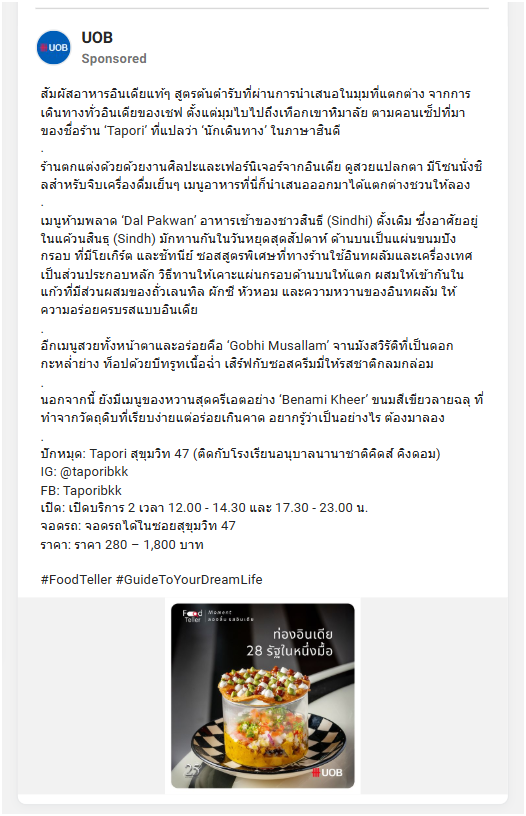 UOB
UOB
Sponsored
สัมผัสอาหารอินเดียแท้ๆ สูตรต้นตำรับที่ผ่านการนำเสนอในมุมที่แตกต่าง จากการ
เดินทางทั่วอินเดียของเชฟ ตั้งแต่มุมไบไปถึงเทือกเขาหิมาลัย ตามคอนเซ็ปที่มา
ของชื่อร้าน ‘Tapori’ ที่แปลว่า ‘นักเดินทาง’ ในภาษาฮินดี
.
ร้านตกแต่งด้วยด้วยงานศิลปะและเฟอร์นิเจอร์จากอินเดีย ดูสวยแปลกตา มีโซนนั่งชิ
ลสำหรับจิบเครื่องดื่มเย็นๆ เมนูอาหารที่นี่ก็นำเสนอออกมาได้แตกต่างชวนให้ลอง
.
เมนูห้ามพลาด ‘Dal Pakwan’ อาหารเช้าของชาวสินธี (Sindhi) ดั้งเดิม ซึ่งอาศัยอยู่
ในแคว้นสินธุ (Sindh) มักทานกันในวันหยุดสุดสัปดาห์ ด้านบนเป็นแผ่นขนมปัง
กรอบ ที่มีโยเกิร์ต และชัทนีย์ ซอสสูตรพิเศษที่ทางร้านใช้อินทผลัมและเครื่องเทศ
เป็นส่วนประกอบหลัก วิธีทานให้เคาะแผ่นกรอบด้านบนให้แตก ผสมให้เข้ากันใน
แก้วที่มีส่วนผสมของถั่วเลนทิล ผักชี หัวหอม และความหวานของอินทผลัม ให้
ความอร่อยครบรสแบบอินเดีย
.
อีกเมนูสวยทั้งหน้าตาและอร่อยคือ ‘Gobhi Musallam’ จานมังสวิรัติที่เป็นดอก
กะหล่ำย่าง ท็อปด้วยบีทรูทเนื้อฉ่ำ เสิร์ฟกับซอสครีมมี่ให้รสชาติกลมกล่อม
.
นอกจากนี้ ยังมีเมนูของหวานสุดครีเอตอย่าง ‘Benami Kheer’ ขนมสีเขียวลายฉลุ ที่
ทำจากวัตถุดิบที่เรียบง่ายแต่อร่อยเกินคาด อยากรู้ว่าเป็นอย่างไร ต้องมาลอง
.
ปักหมุด: Tapori สุขุมวิท 47 (ติดกับโรงเรียนอนุบาลนานาชาติคิดส์ คิงดอม)
IG: @taporibkk
FB: Taporibkk
เปิด: เปิดบริการ 2 เวลา 12.00 - 14.30 และ 17.30 - 23.00 น.
จอดรถ: จอดรถได้ในซอยสุขุมวิท 47
ราคา: ราคา 280 – 1,800 บาท
#FoodTeller #GuideToYourDreamLife
Food Teller
Moment
ลองลิ้ม รสอินเดีย
ท่องอินเดีย
28 รัฐในหนึ่งมื้อ
25
UOB